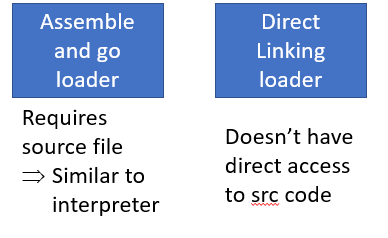 Assemble
and go
loader
Requires
source file
⇒ Similar to
interpreter
Direct
Linking
loader
Doesn’t have
direct access
to src code